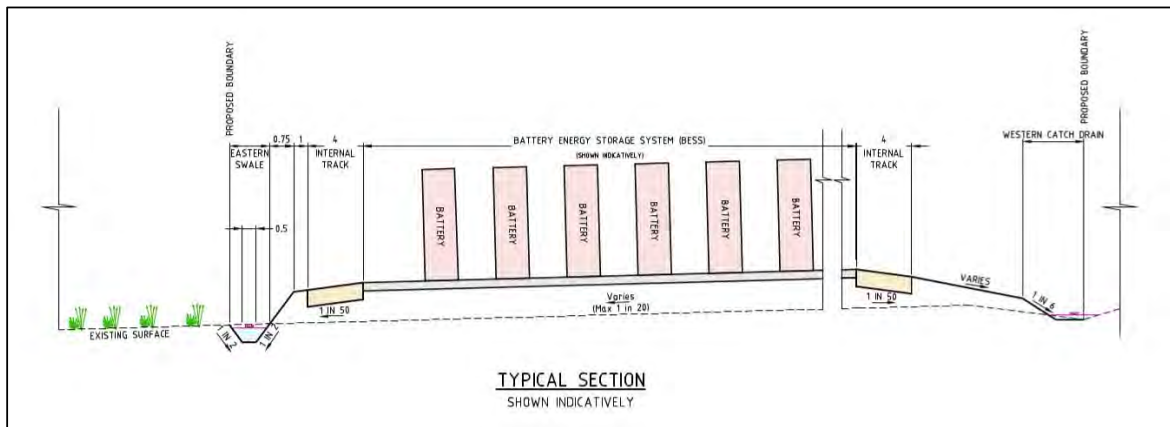 PROPOSED BOUNDARY
PROPOSED BOUNDARY
0.75
1
4
BATTERY ENERGY STORAGE SYSTEM (BESS)
4
WESTERN CATCH DRAIN
EASTERN
SWALE
INTERNAL
TRACK
(SHOWN INDICATIVELY)
INTERNAL
TRACK
0.5
BATTERY
BATTERY
BATTERY
BATTERY
BATTERY
BATTERY
VARIES
1 IN 6
1 IN 50
Varies
(Max 1 in 20)
1 IN 50
EXISTING SURFACE
1 IN 2
1 IN 2
TYPICAL SECTION
SHOWN INDICATIVELY